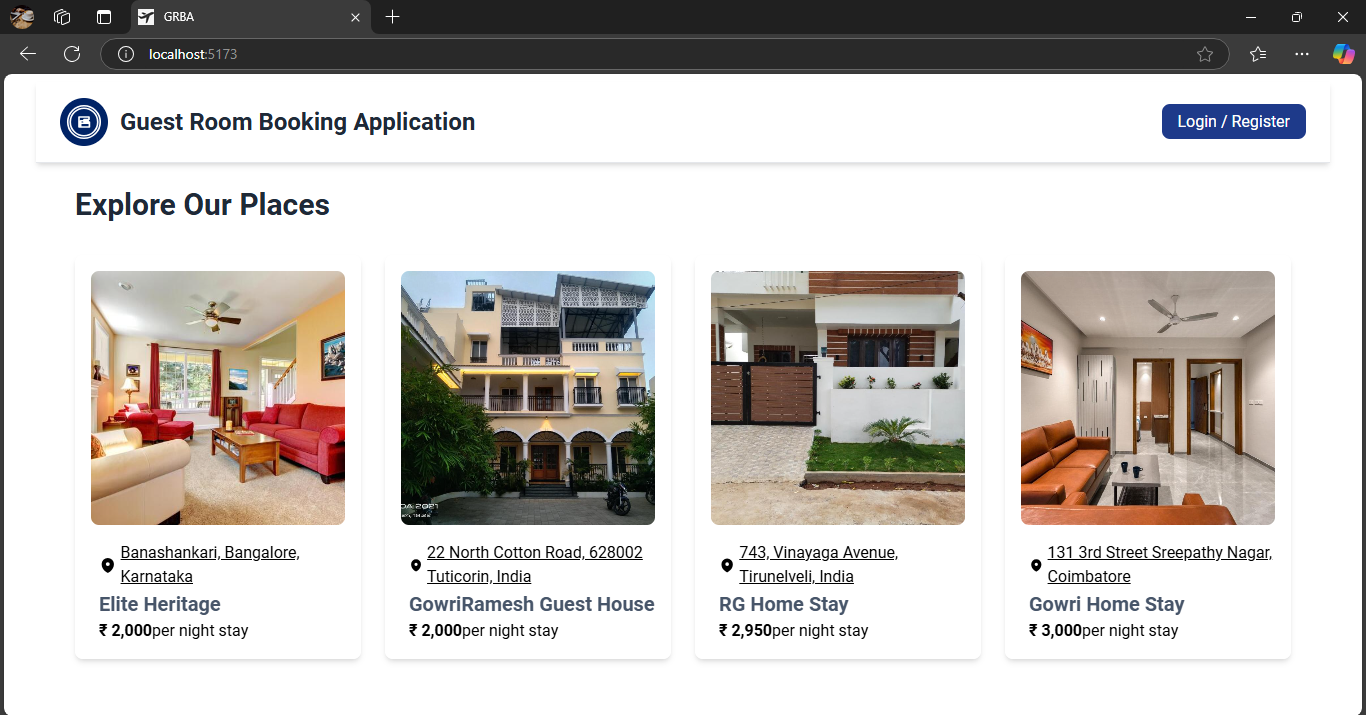 GRBA
localhost:5173
Guest Room Booking Application
Login / Register
Explore Our Places
Banashankari, Bangalore,
Karnataka
Elite Heritage
₹ 2,000per night stay
22 North Cotton Road, 628002
Tuticorin, India
GowriRamesh Guest House
₹ 2,000per night stay
743, Vinayaga Avenue,
Tirunelveli, India
RG Home Stay
₹ 2,950per night stay
131 3rd Street Sreepathy Nagar,
Coimbatore
Gowri Home Stay
₹ 3,000per night stay